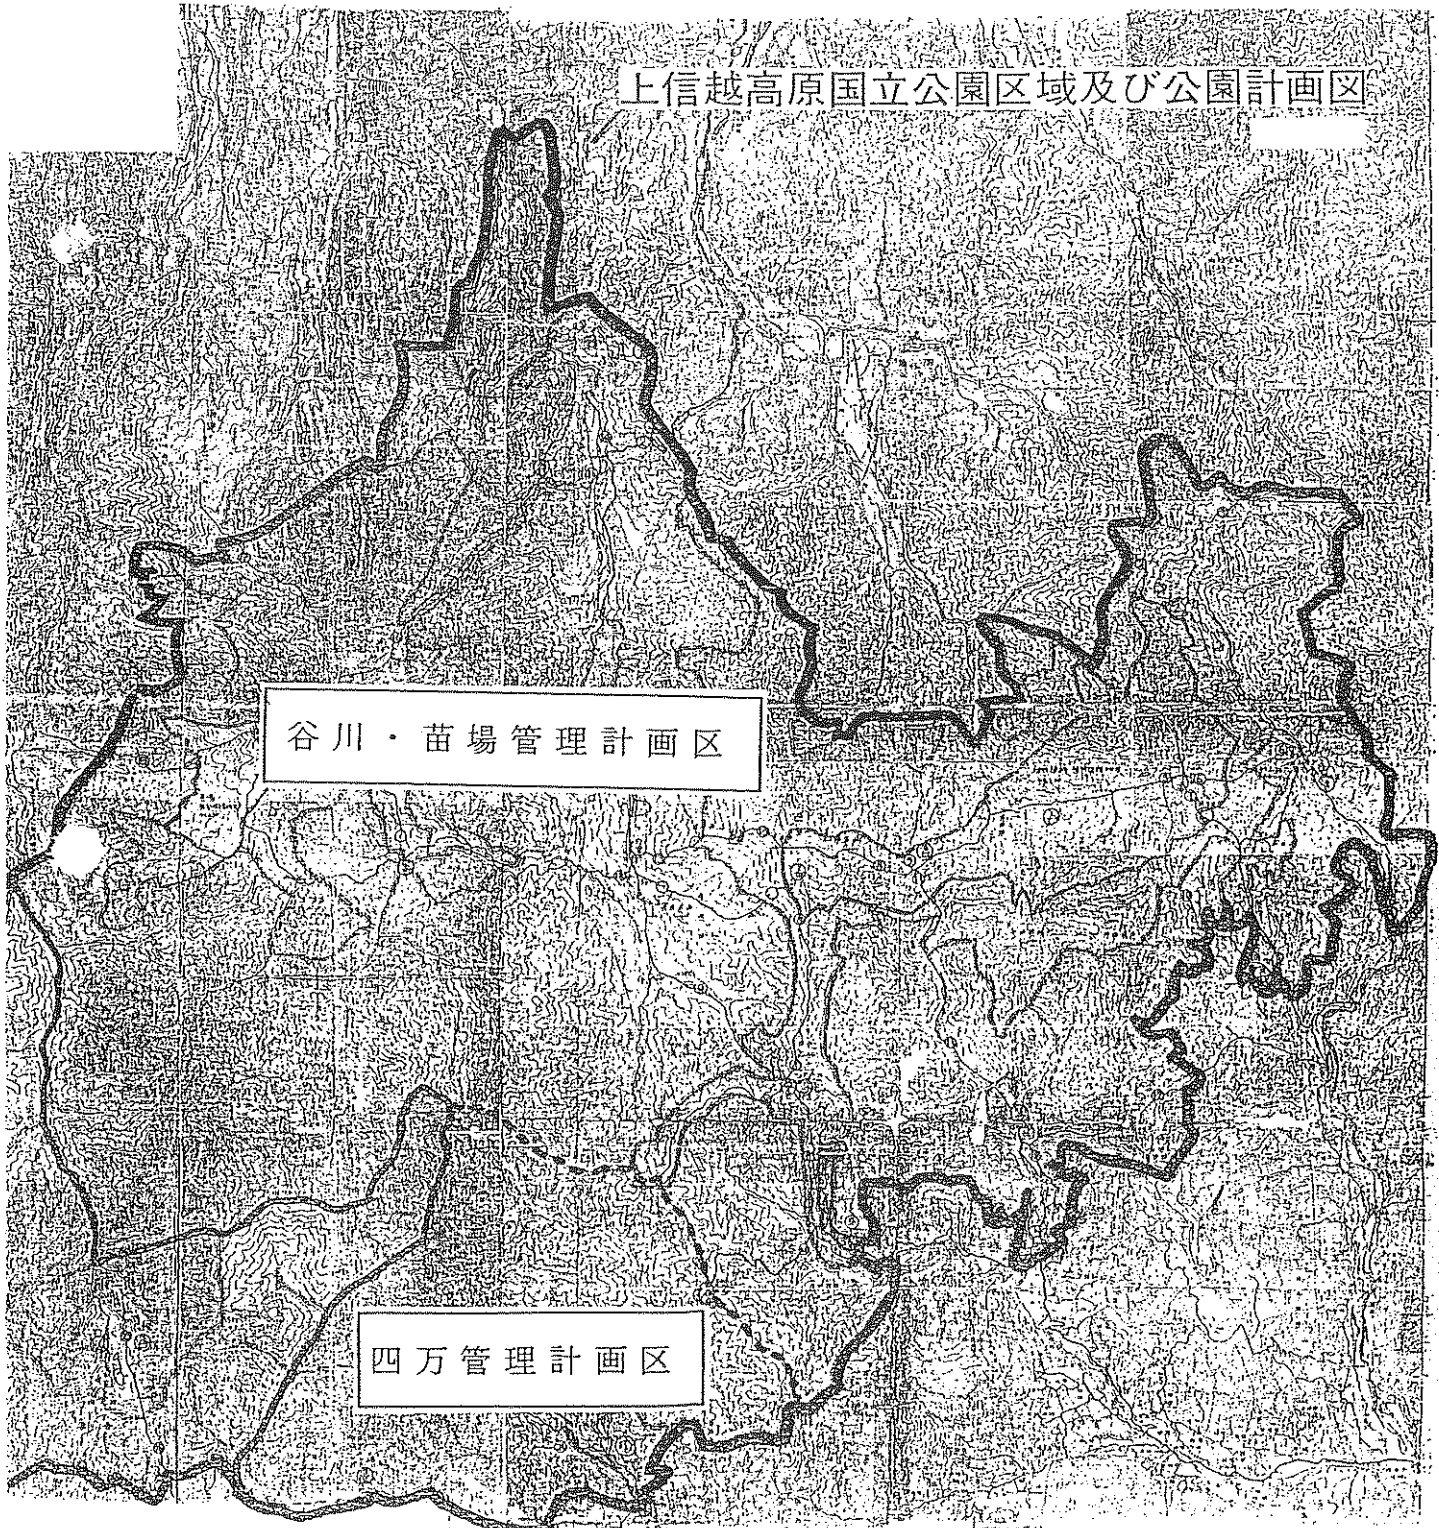 上信越高原国立公園区域及び公園計画図
谷川・苗場管理計画区
四万管理計画区